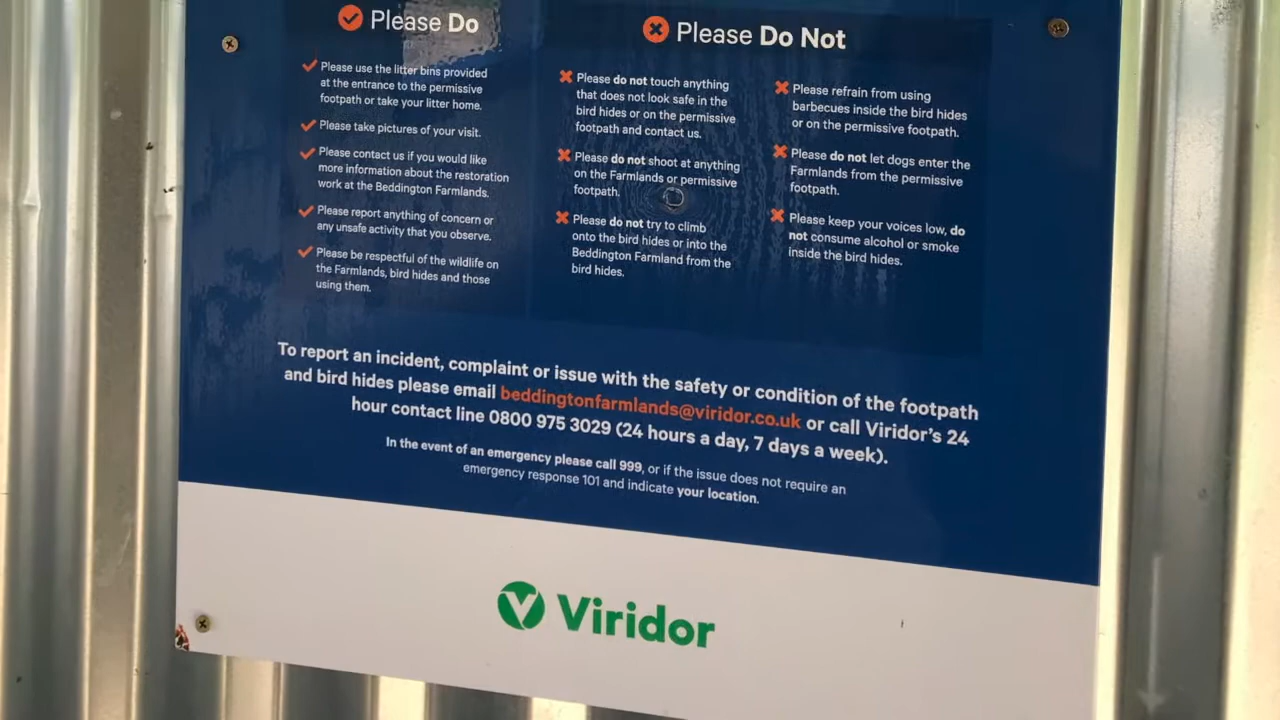 Please Do
Please use the litter bins provided
at the entrance to the permissive
footpath or take your litter home.
Please take pictures of your visit.
Please contact us if you would like
more information about the restoration
work at the Beddington Farmlands.
Please report anything of concern or
any unsafe activity that you observe.
Please be respectful of the wildlife on
the Farmlands, bird hides and those
using them.
Please Do Not
Please do not touch anything
that does not look safe in the
bird hides or on the permissive
footpath and contact us.
Please do not shoot at anything
on the Farmlands or permissive
footpath.
Please do not try to climb
onto the bird hides or into the
Beddington Farmland from the
bird hides.
Please refrain from using
barbecues inside the bird hides
or on the permissive footpath.
Please do not let dogs enter the
Farmlands from the permissive
footpath.
Please keep your voices low, do
not consume alcohol or smoke
inside the bird hides.
To report an incident, complaint or issue with the safety or condition of the footpath
and bird hides please email beddingtonfarmlands@viridor.co.uk or call Viridor's 24
hour contact line 0800 975 3029 (24 hours a day, 7 days a week).
In the event of an emergency please call 999, or if the issue does not require an
emergency response 101 and indicate your location.
Viridor